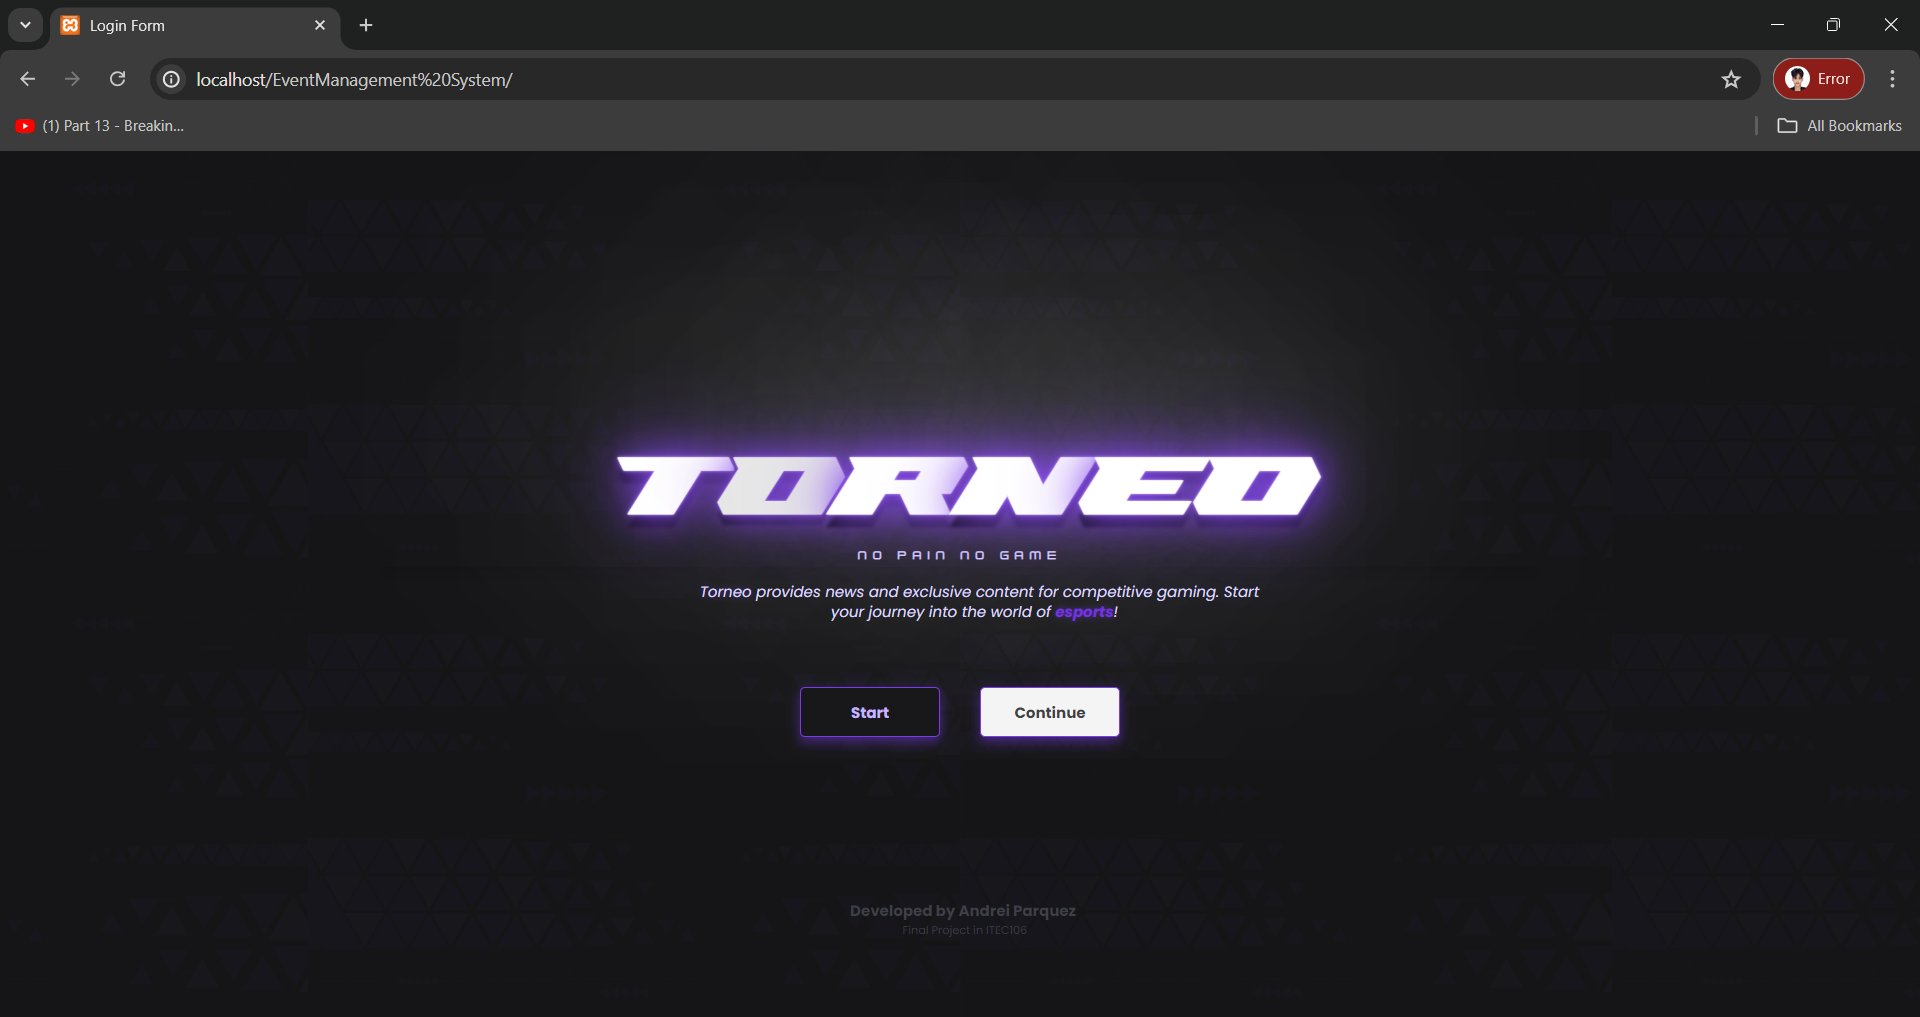 Login Form
localhost/EventManagement%20System/
Error
(1) Part 13 - Breakin...
All Bookmarks
TORNEO
NO PAIN NO GAME
Torneo provides news and exclusive content for competitive gaming. Start
your journey into the world of esports!
Start
Continue
Developed by Andrei Parquez
Final Project in ITEC106